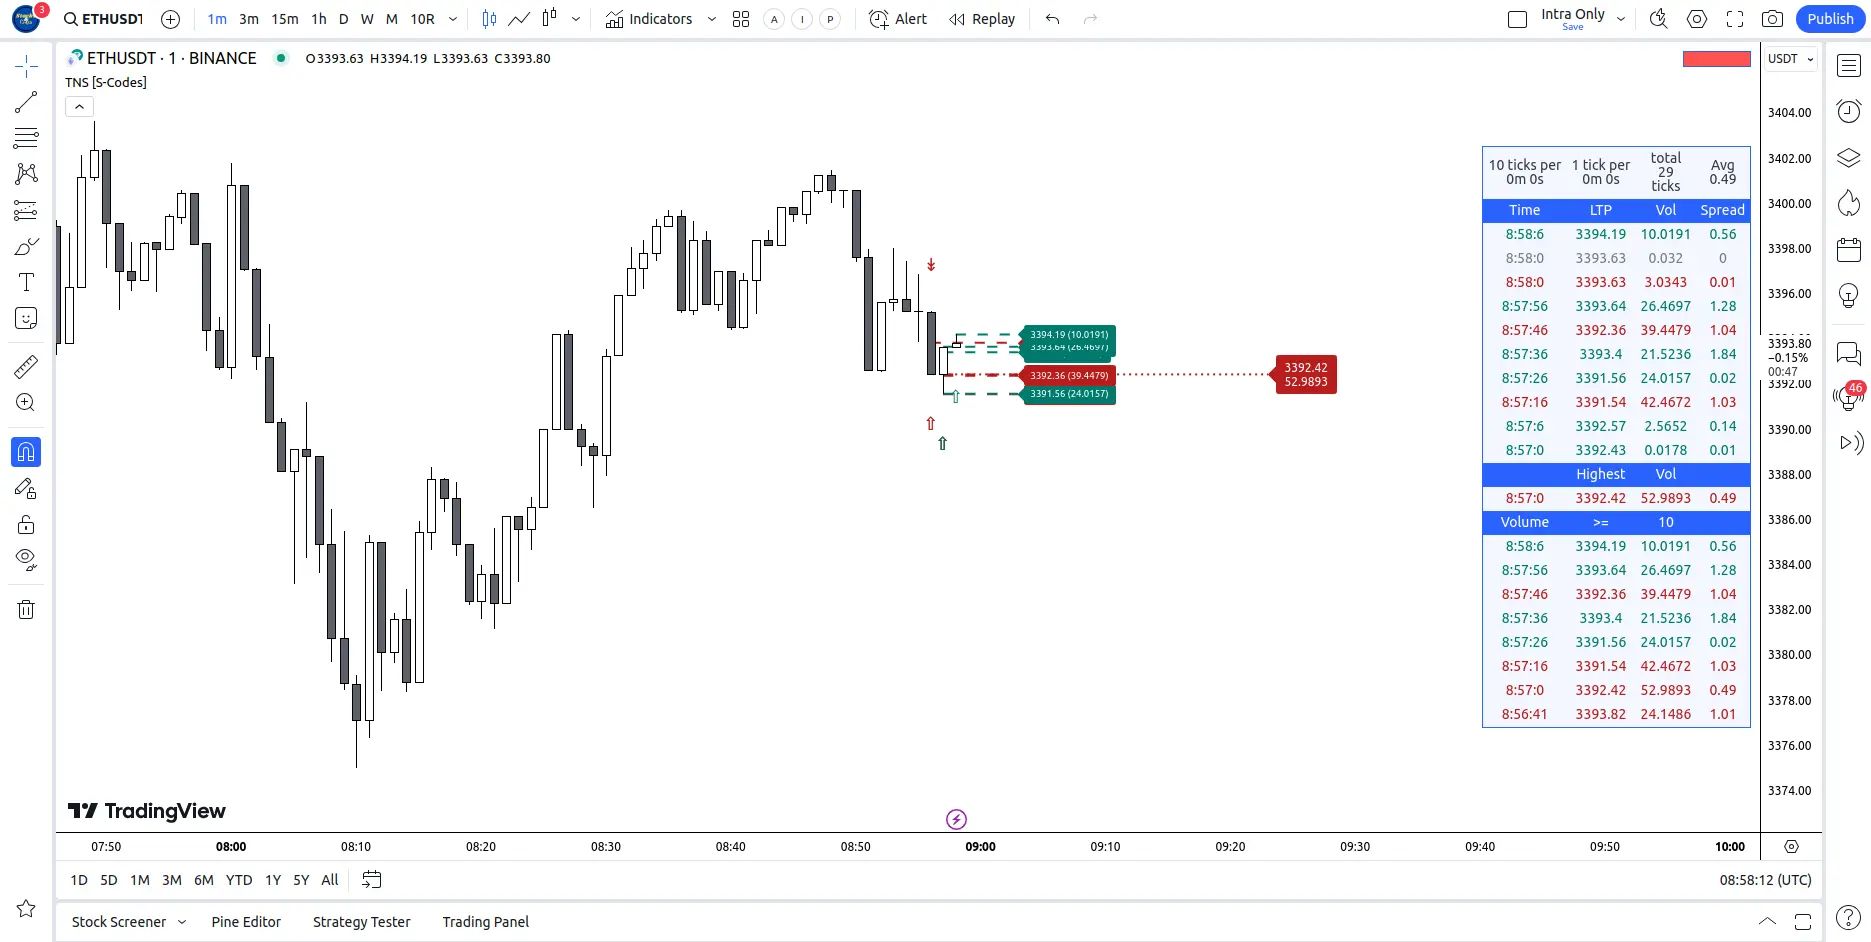 3 ETHUSDT 1m 3m 15m 1h D W M 10R Indicators A I P Alert Replay Intra Only Save Publish
ETHUSDT · 1 · BINANCE O3393.63 H3394.19 L3393.63 C3393.80 USDT
TNS [S-Codes]
3404.00
3402.00
3400.00
3398.00
3396.00
3393.80
−0.15%
00:47
3392.00
3390.00
3388.00
3386.00
3384.00
3382.00
3380.00
3378.00
3376.00
3374.00
10 ticks per 0m 0s 1 tick per 0m 0s total 29 ticks Avg 0.49
Time LTP Vol Spread
8:58:6 3394.19 10.0191 0.56
8:58:0 3393.63 0.032 0
8:58:0 3393.63 3.0343 0.01
8:57:56 3393.64 26.4697 1.28
8:57:46 3392.36 39.4479 1.04
8:57:36 3393.4 21.5236 1.84
8:57:26 3391.56 24.0157 0.02
8:57:16 3391.54 42.4672 1.03
8:57:6 3392.57 2.5652 0.14
8:57:0 3392.43 0.0178 0.01
Highest Vol
8:57:0 3392.42 52.9893 0.49
Volume >= 10
8:58:6 3394.19 10.0191 0.56
8:57:56 3393.64 26.4697 1.28
8:57:46 3392.36 39.4479 1.04
8:57:36 3393.4 21.5236 1.84
8:57:26 3391.56 24.0157 0.02
8:57:16 3391.54 42.4672 1.03
8:57:0 3392.42 52.9893 0.49
8:56:41 3393.82 24.1486 1.01
3394.19 (10.0191)
3393.64 (26.4697)
3392.36 (39.4479)
3391.56 (24.0157)
3392.42
52.9893
46
TradingView
07:50 08:00 08:10 08:20 08:30 08:40 08:50 09:00 09:10 09:20 09:30 09:40 09:50 10:00
1D 5D 1M 3M 6M YTD 1Y 5Y All 08:58:12 (UTC)
Stock Screener Pine Editor Strategy Tester Trading Panel